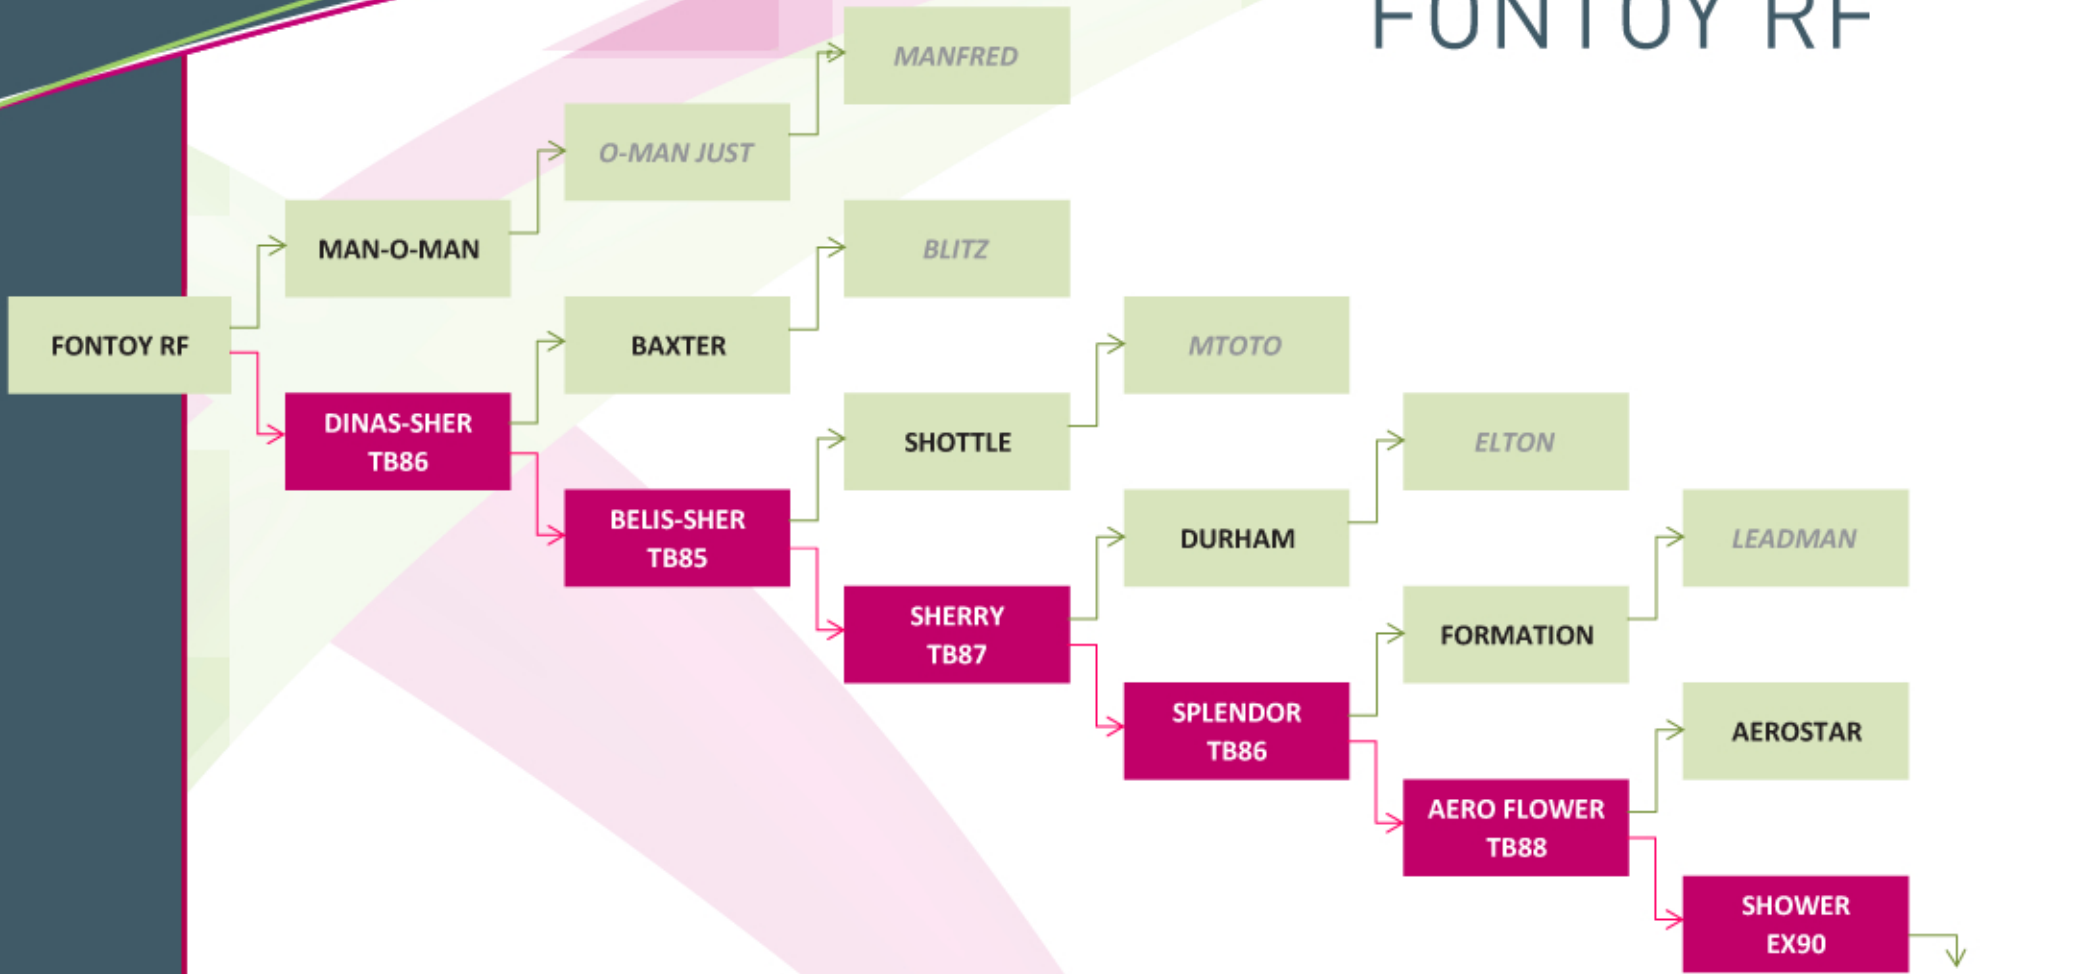 FONTOY RF
MANFRED
O-MAN JUST
MAN-O-MAN
BLITZ
FONTOY RF
BAXTER
MTOTO
DINAS-SHER
TB86
SHOTTLE
ELTON
BELIS-SHER
TB85
DURHAM
LEADMAN
SHERRY
TB87
FORMATION
SPLENDOR
TB86
AEROSTAR
AERO FLOWER
TB88
SHOWER
EX90